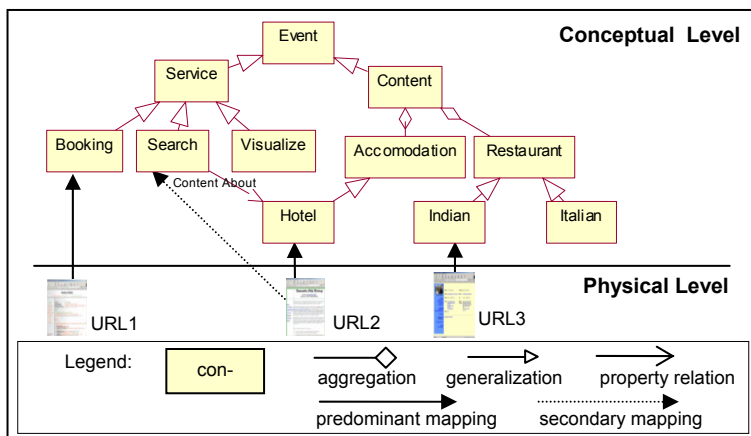 Event
Conceptual Level
Service
Content
Booking
Search
Visualize
Accomodation
Restaurant
Content About
Hotel
Indian
Italian
Physical Level
URL1
URL2
URL3
Legend:
con-
aggregation
generalization
property relation
predominant mapping
secondary mapping